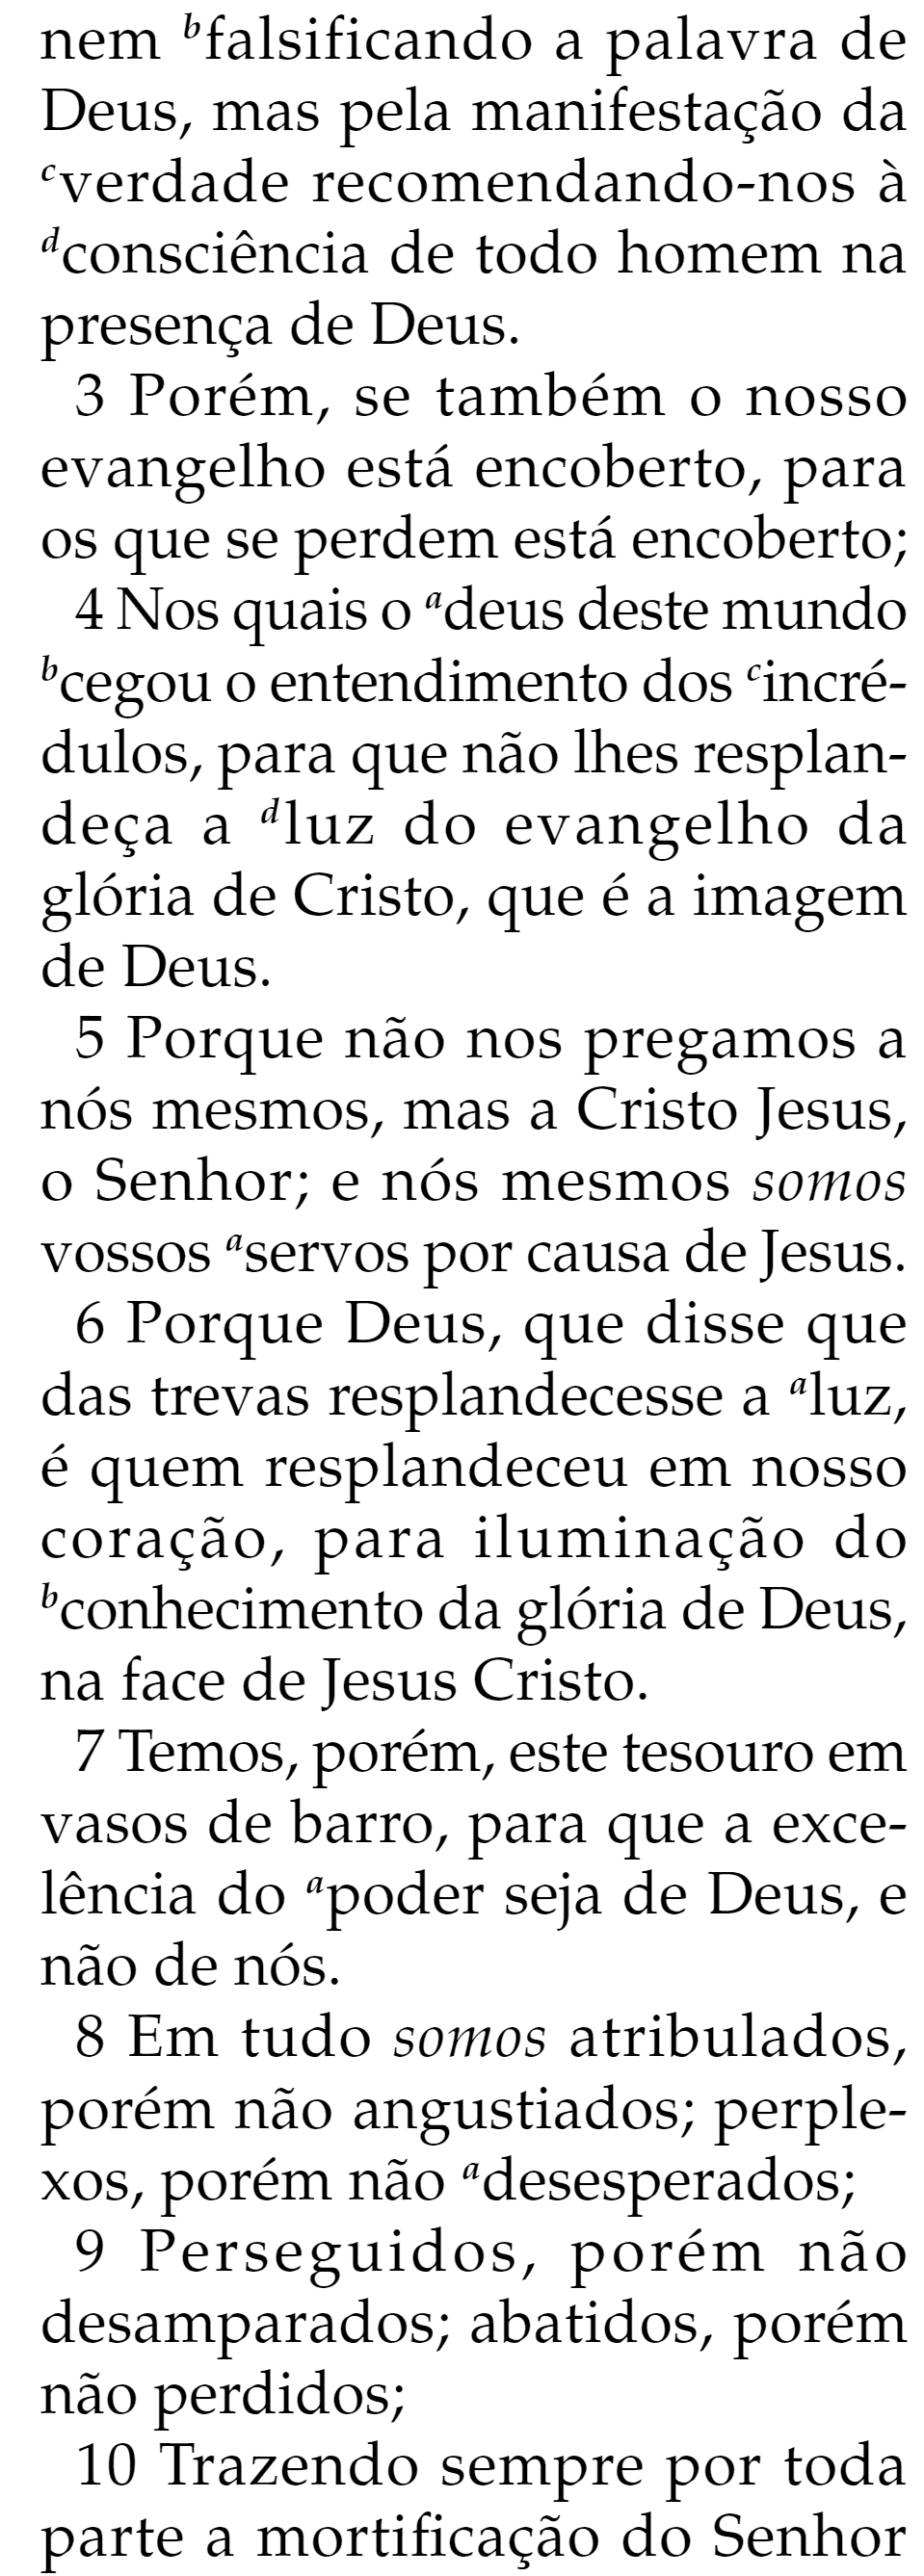 nem ᵇfalsificando a palavra de
Deus, mas pela manifestação da
ᶜverdade recomendando-nos à
ᵈconsciência de todo homem na
presença de Deus.
3 Porém, se também o nosso
evangelho está encoberto, para
os que se perdem está encoberto;
4 Nos quais o ᵃdeus deste mundo
ᵇcegou o entendimento dos ᶜincré-
dulos, para que não lhes resplan-
deça a ᵈluz do evangelho da
glória de Cristo, que é a imagem
de Deus.
5 Porque não nos pregamos a
nós mesmos, mas a Cristo Jesus,
o Senhor; e nós mesmos somos
vossos ᵃservos por causa de Jesus.
6 Porque Deus, que disse que
das trevas resplandecesse a ᵃluz,
é quem resplandeceu em nosso
coração, para iluminação do
ᵇconhecimento da glória de Deus,
na face de Jesus Cristo.
7 Temos, porém, este tesouro em
vasos de barro, para que a exce-
lência do ᵃpoder seja de Deus, e
não de nós.
8 Em tudo somos atribulados,
porém não angustiados; perple-
xos, porém não ᵃdesesperados;
9 Perseguidos, porém não
desamparados; abatidos, porém
não perdidos;
10 Trazendo sempre por toda
parte a mortificação do Senhor